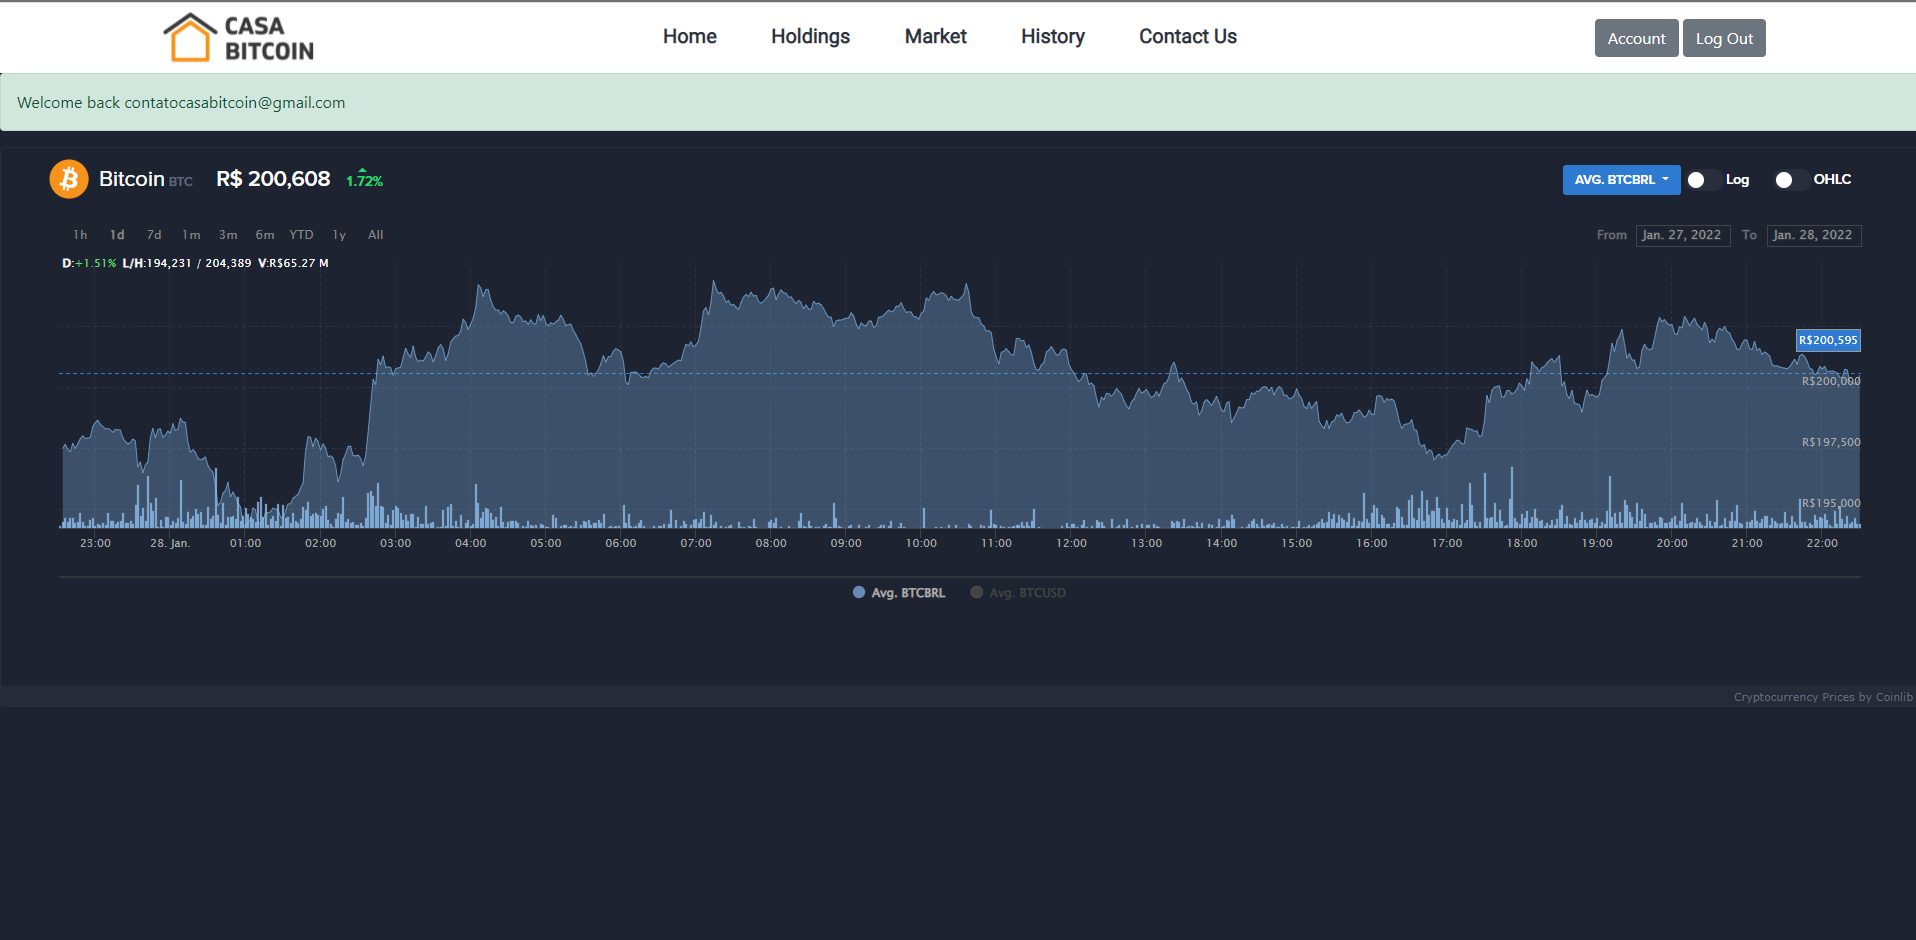 CASA
BITCOIN
Home Holdings Market History Contact Us
Account Log Out
Welcome back contatocasabitcoin@gmail.com
Bitcoin BTC R$ 200,608 1.72%
AVG. BTCBRL Log OHLC
1h 1d 7d 1m 3m 6m YTD 1y All
From Jan. 27, 2022 To Jan. 28, 2022
D:+1.51% L/H:194,231 / 204,389 V:R$65.27 M
R$200,595
R$200,000
R$197,500
R$195,000
23:00 28. Jan. 01:00 02:00 03:00 04:00 05:00 06:00 07:00 08:00 09:00 10:00 11:00 12:00 13:00 14:00 15:00 16:00 17:00 18:00 19:00 20:00 21:00 22:00
Avg. BTCBRL Avg. BTCUSD
Cryptocurrency Prices by Coinlib